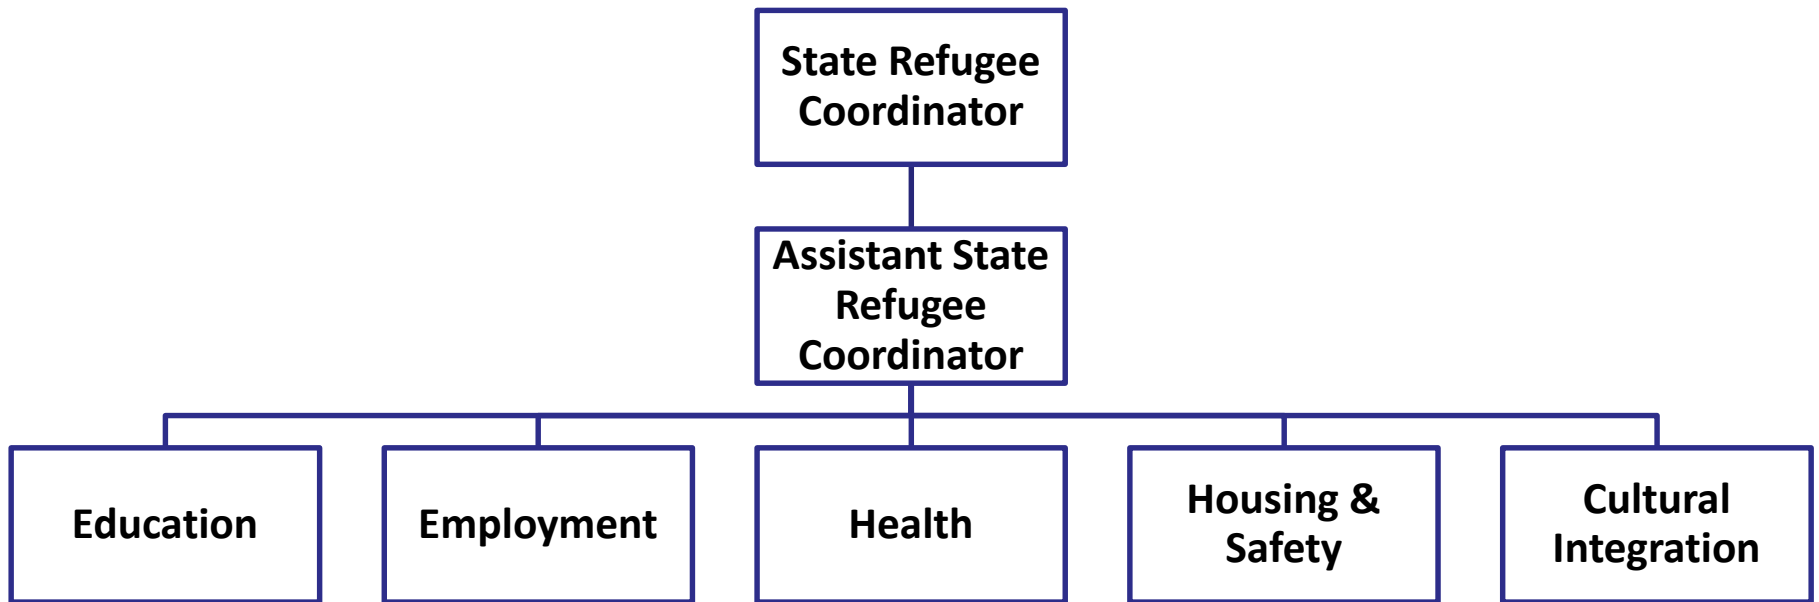 State Refugee
Coordinator
Assistant State
Refugee
Coordinator
Education
Employment
Health
Housing &
Safety
Cultural
Integration